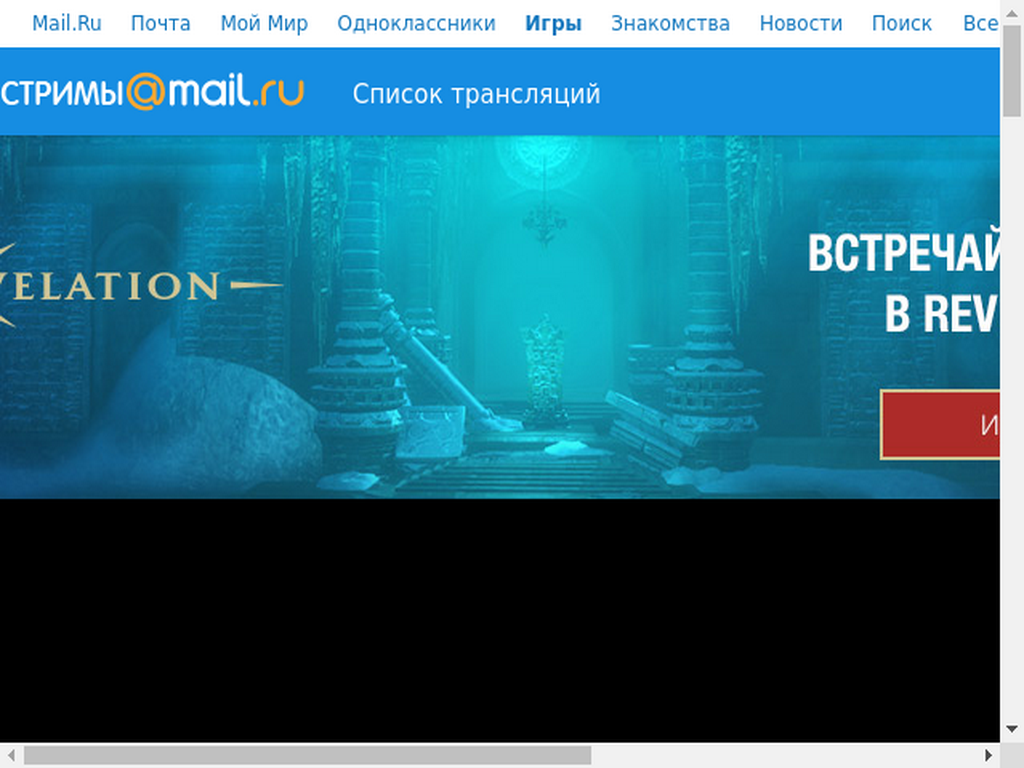 Mail.Ru Почта Мой Мир Одноклассники Игры Знакомства Новости Поиск Все
стримы@mail.ru Список трансляций
VELATION
ВСТРЕЧАЙ
В REV
И